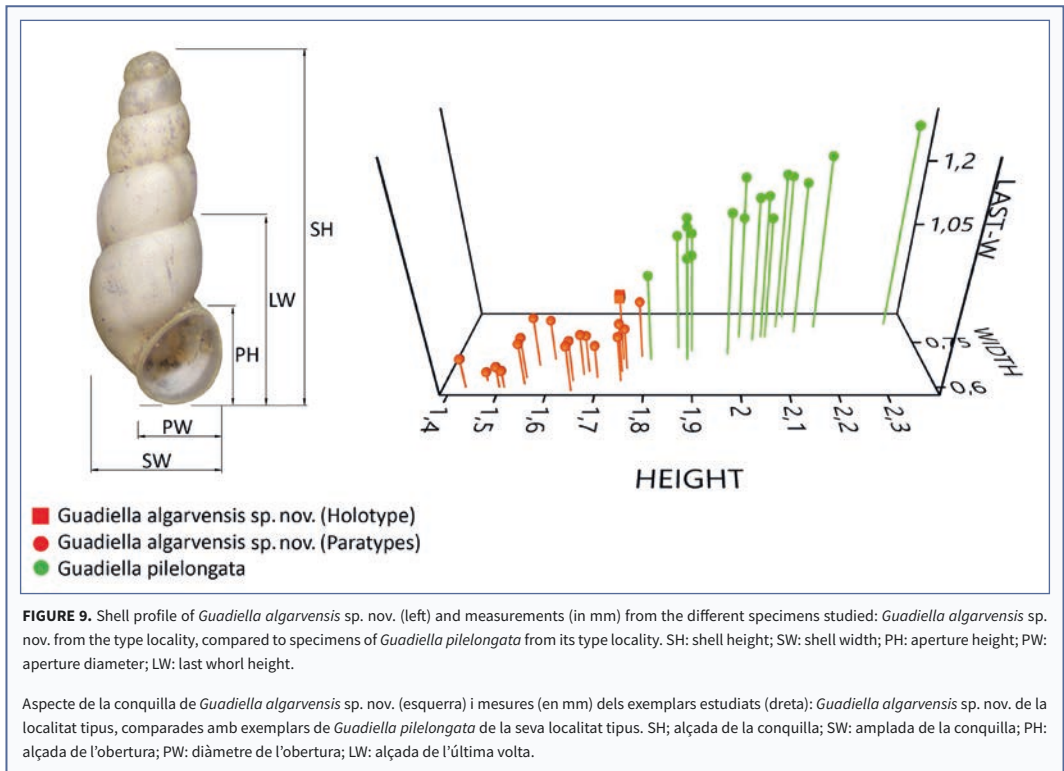 SH
LW
PH
PW
SW
1,2
1,05
LAST-W
0,75
WIDTH
0,6
1,4
1,5
1,6
1,7
1,8
1,9
2
2,1
2,2
2,3
HEIGHT
Guadiella algarvensis sp. nov. (Holotype)
Guadiella algarvensis sp. nov. (Paratypes)
Guadiella pilelongata
FIGURE 9. Shell profile of Guadiella algarvensis sp. nov. (left) and measurements (in mm) from the different specimens studied: Guadiella algarvensis sp.
nov. from the type locality, compared to specimens of Guadiella pilelongata from its type locality. SH: shell height; SW: shell width; PH: aperture height; PW:
aperture diameter; LW: last whorl height.
Aspecte de la conquilla de Guadiella algarvensis sp. nov. (esquerra) i mesures (en mm) dels exemplars estudiats (dreta): Guadiella algarvensis sp. nov. de la
localitat tipus, comparades amb exemplars de Guadiella pilelongata de la seva localitat tipus. SH; alçada de la conquilla; SW: amplada de la conquilla; PH:
alçada de l'obertura; PW: diàmetre de l'obertura; LW: alçada de l'última volta.